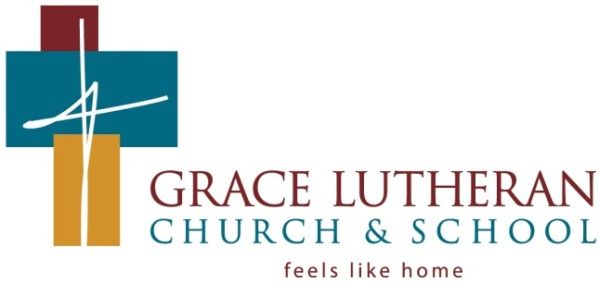 GRACE LUTHERAN
CHURCH & SCHOOL
feels like home